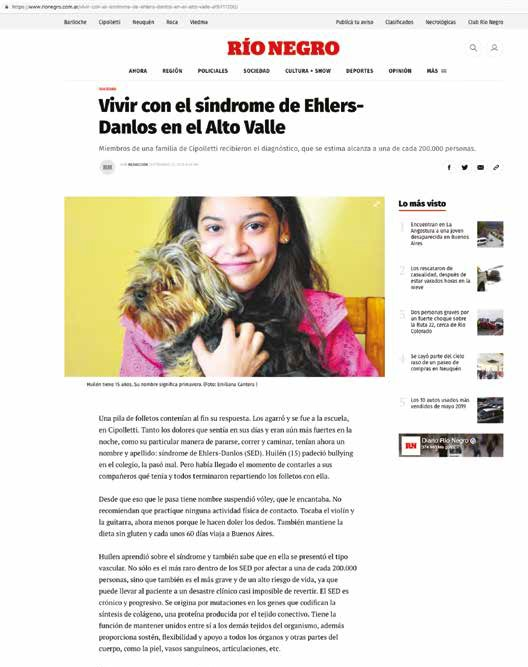 https://www.rionegro.com.ar/vivir-con-el-sindrome-de-ehlers-danlos-en-el-alto-valle
Bariloche Cipolletti Neuquén Roca Viedma
Publicá tu aviso Clasificados Necrológicas Club Río Negro
RÍO NEGRO
AHORA REGIÓN POLICIALES SOCIEDAD CULTURA + SHOW DEPORTES OPINIÓN MÁS
SOCIEDAD
Vivir con el síndrome de Ehlers-
Danlos en el Alto Valle
Miembros de una familia de Cipolletti recibieron el diagnóstico, que se estima alcanza a una de cada 200.000 personas.
POR REDACCIÓN
Huilén tiene 15 años. Su nombre significa primavera. (Foto: Emiliana Cantera )
Una pila de folletos contenían al fin su respuesta. Los agarró y se fue a la escuela,
en Cipolletti. Tanto los dolores que sentía en sus días y eran aún más fuertes en la
noche, como su particular manera de pararse, correr y caminar, tenían ahora un
nombre y apellido: síndrome de Ehlers-Danlos (SED). Huilén (15) padeció bullying
en el colegio, la pasó mal. Pero había llegado el momento de contarles a sus
compañeros qué tenía y todos terminaron repartiendo los folletos con ella.
Desde que eso que le pasa tiene nombre suspendió vóley, que le encantaba. No
recomiendan que practique ninguna actividad física de contacto. Tocaba el violín y
la guitarra, ahora menos porque le hacen doler los dedos. También mantiene la
dieta sin gluten y cada unos 60 días viaja a Buenos Aires.
Huilen aprendió sobre el síndrome y también sabe que en ella se presentó el tipo
vascular. No sólo es el más raro dentro de los SED por afectar a una de cada 200.000
personas, sino que también es el más grave y de un alto riesgo de vida, ya que
puede llevar al paciente a un desastre clínico casi imposible de revertir. El SED es
crónico y progresivo. Se origina por mutaciones en los genes que codifican la
síntesis de colágeno, una proteína producida por el tejido conectivo. Tiene la
función de mantener unidos entre sí a los demás tejidos del organismo, además
proporciona sostén, flexibilidad y apoyo a todos los órganos y otras partes del
cuerpo, como la piel, vasos sanguíneos, articulaciones, etc.
Lo más visto
1 Encuentran en La
Angostura a una joven
desaparecida en Buenos
Aires
2 Los rescataron de
casualidad, después de
estar varados horas en la
nieve
3 Dos personas graves por
un fuerte choque sobre
la Ruta 22, cerca de Río
Colorado
4 Se cayó parte del cielo
raso de un paseo de
compras en Neuquén
5 Los 10 autos usados más
vendidos de mayo 2019
RN
Diario Río Negro